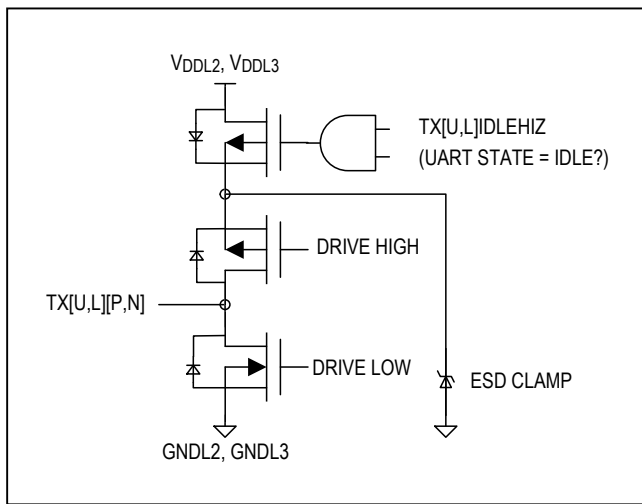 VDDL2, VDDL3
TX[U,L]IDLEHIZ
(UART STATE = IDLE?)
DRIVE HIGH
TX[U,L][P,N]
DRIVE LOW
ESD CLAMP
GNDL2, GNDL3